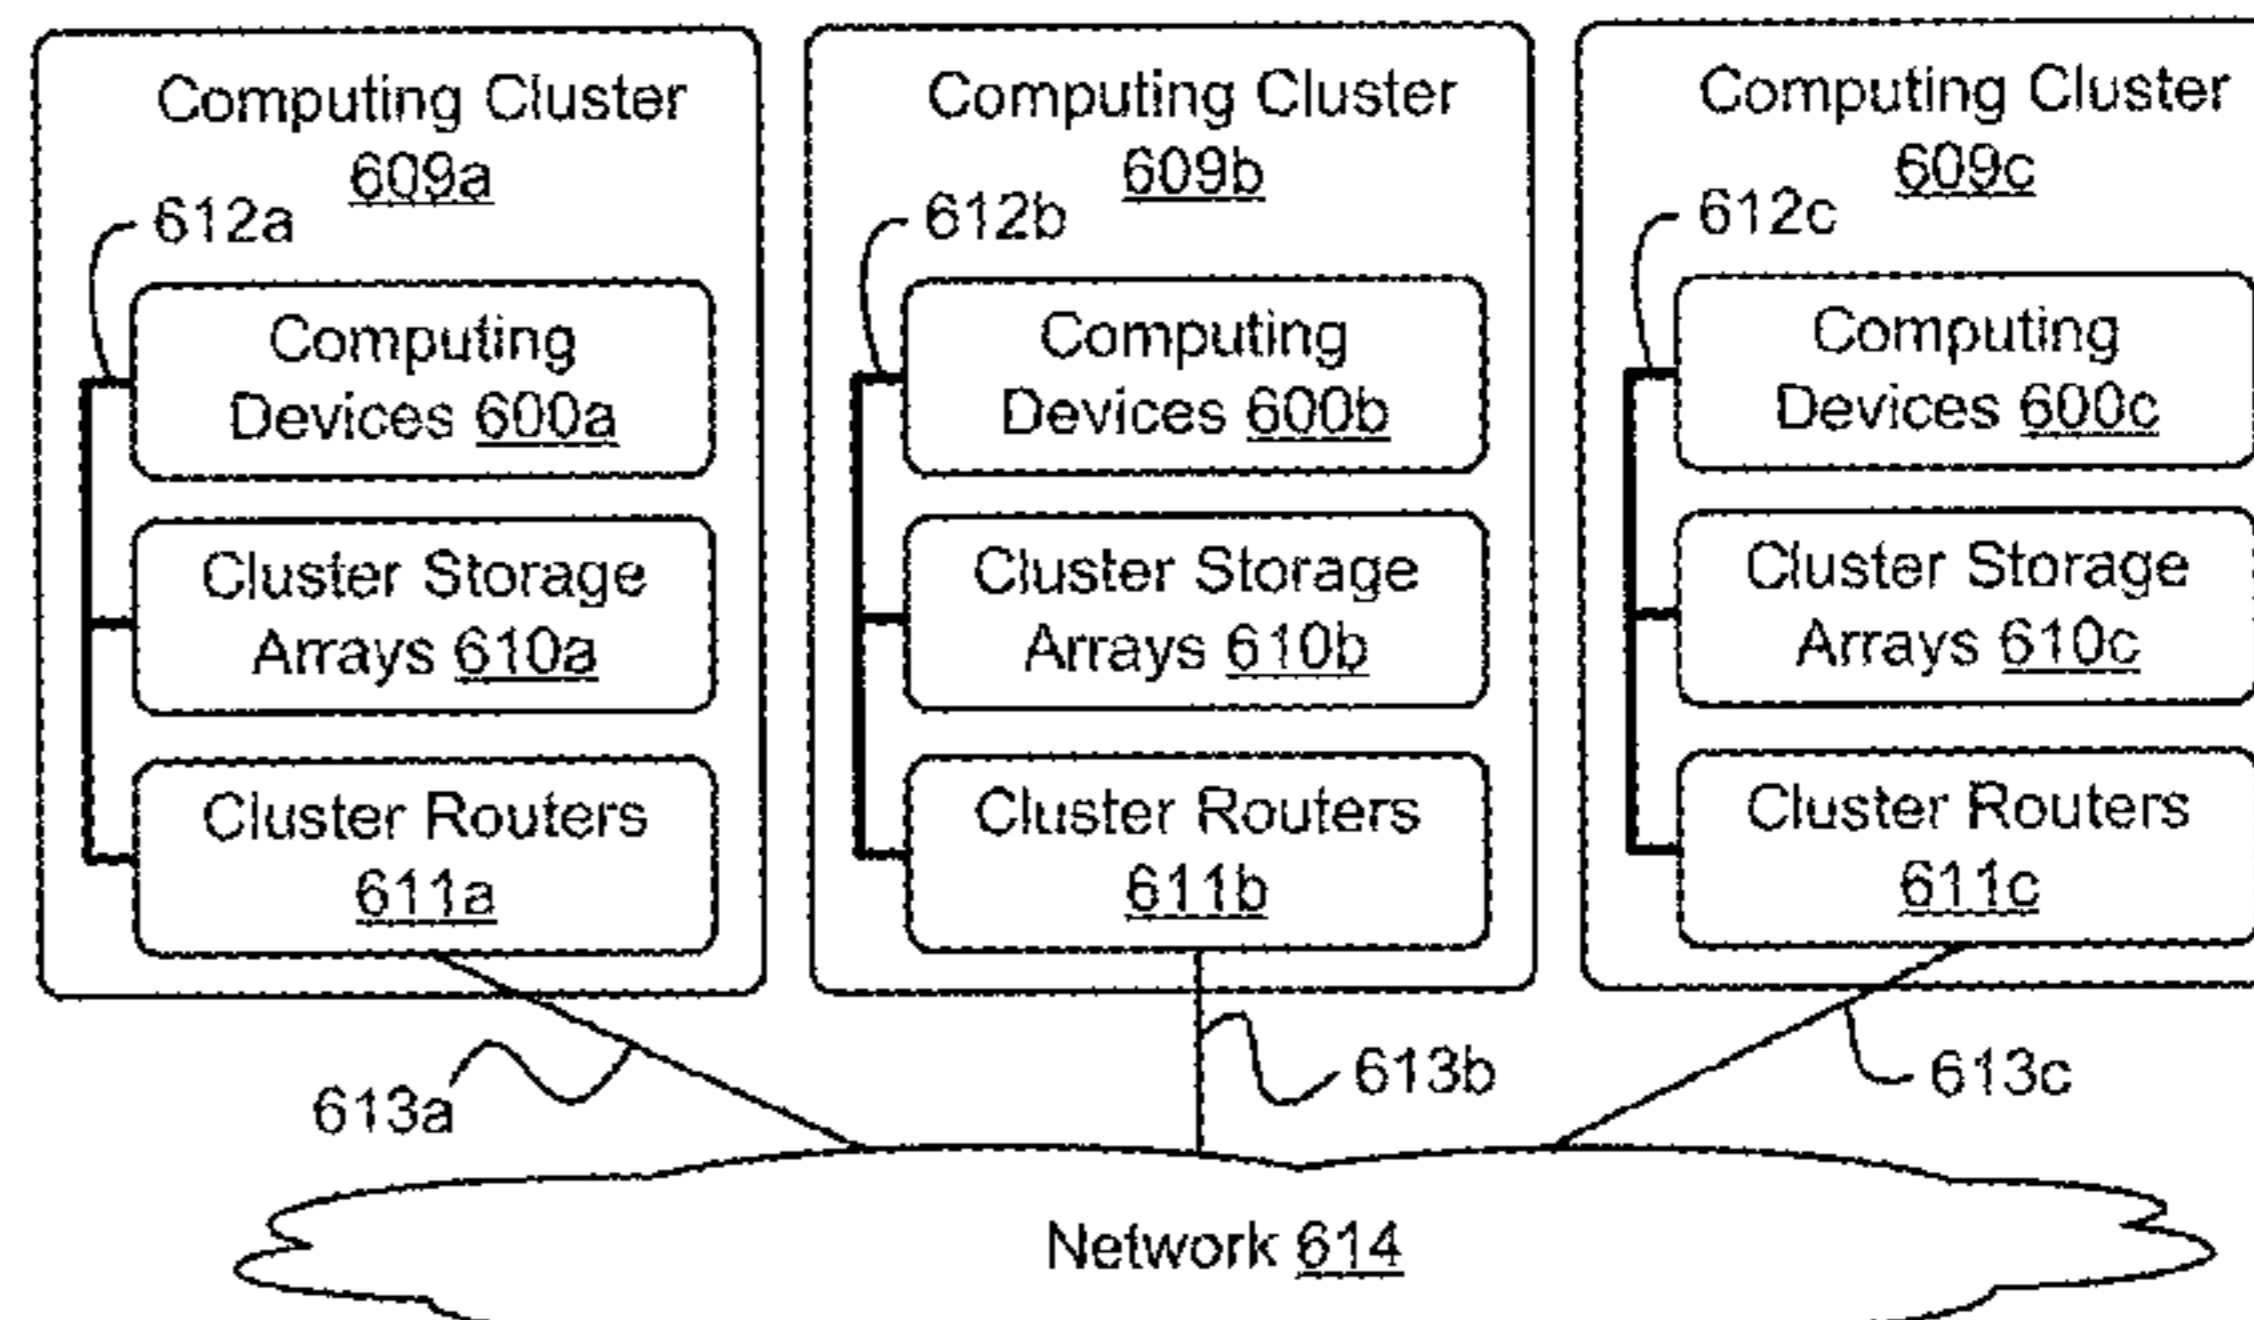 Computing Cluster
609a
612a
Computing
Devices 600a
Cluster Storage
Arrays 610a
Cluster Routers
611a
Computing Cluster
609b
612b
Computing
Devices 600b
Cluster Storage
Arrays 610b
Cluster Routers
611b
Computing Cluster
609c
612c
Computing
Devices 600c
Cluster Storage
Arrays 610c
Cluster Routers
611c
613a
613b
613c
Network 614